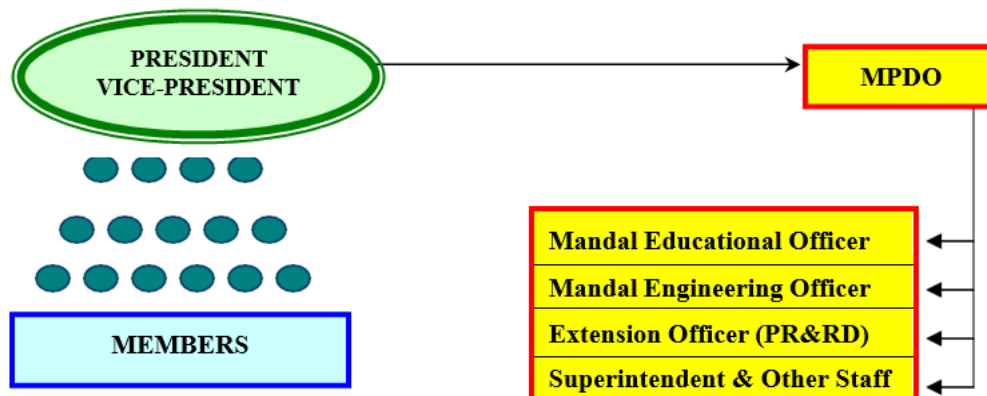 PRESIDENT
VICE-PRESIDENT
MPDO
Mandal Educational Officer
Mandal Engineering Officer
Extension Officer (PR&RD)
Superintendent & Other Staff
MEMBERS